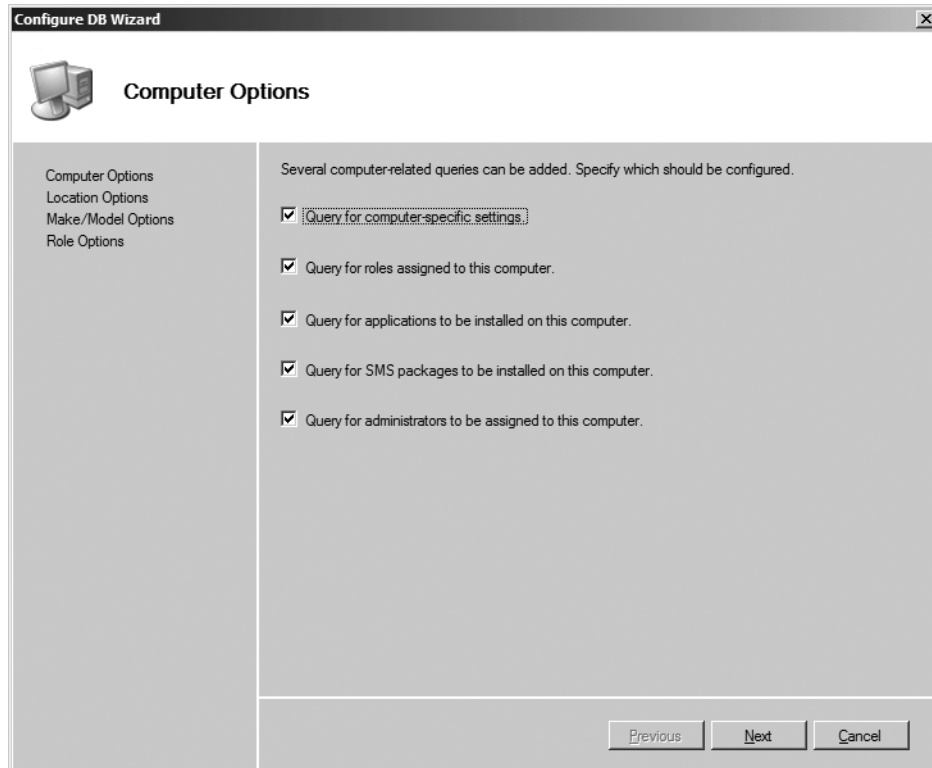 Configure DB Wizard
Computer Options
Computer Options
Location Options
Make/Model Options
Role Options
Several computer-related queries can be added. Specify which should be configured.
Query for computer-specific settings.
Query for roles assigned to this computer.
Query for applications to be installed on this computer.
Query for SMS packages to be installed on this computer.
Query for administrators to be assigned to this computer.
Previous
Next
Cancel